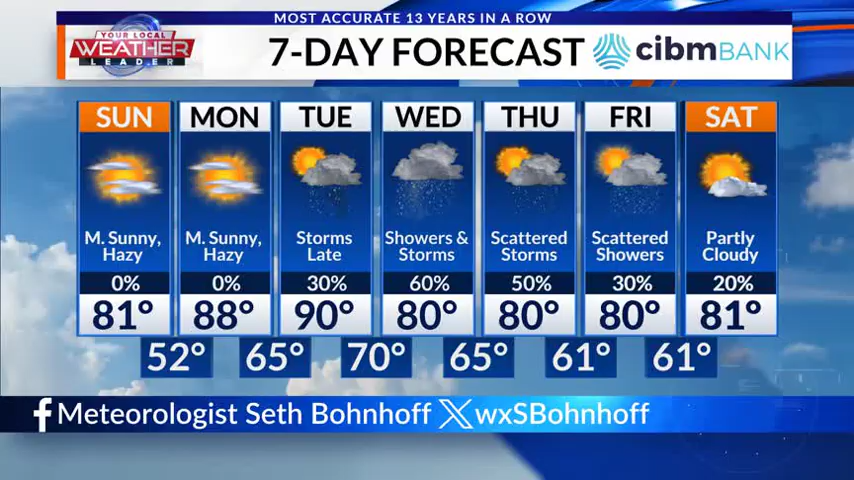 MOST ACCURATE 13 YEARS IN A ROW
YOUR LOCAL
WEATHER
LEADER
7-DAY FORECAST
cibmBANK
SUN MON TUE WED THU FRI SAT
M. Sunny, Hazy
M. Sunny, Hazy
Storms Late
Showers & Storms
Scattered Storms
Scattered Showers
Partly Cloudy
0% 0% 30% 60% 50% 30% 20%
81° 88° 90° 80° 80° 80° 81°
52° 65° 70° 65° 61° 61°
Meteorologist Seth Bohnhoff X wxSBohnhoff